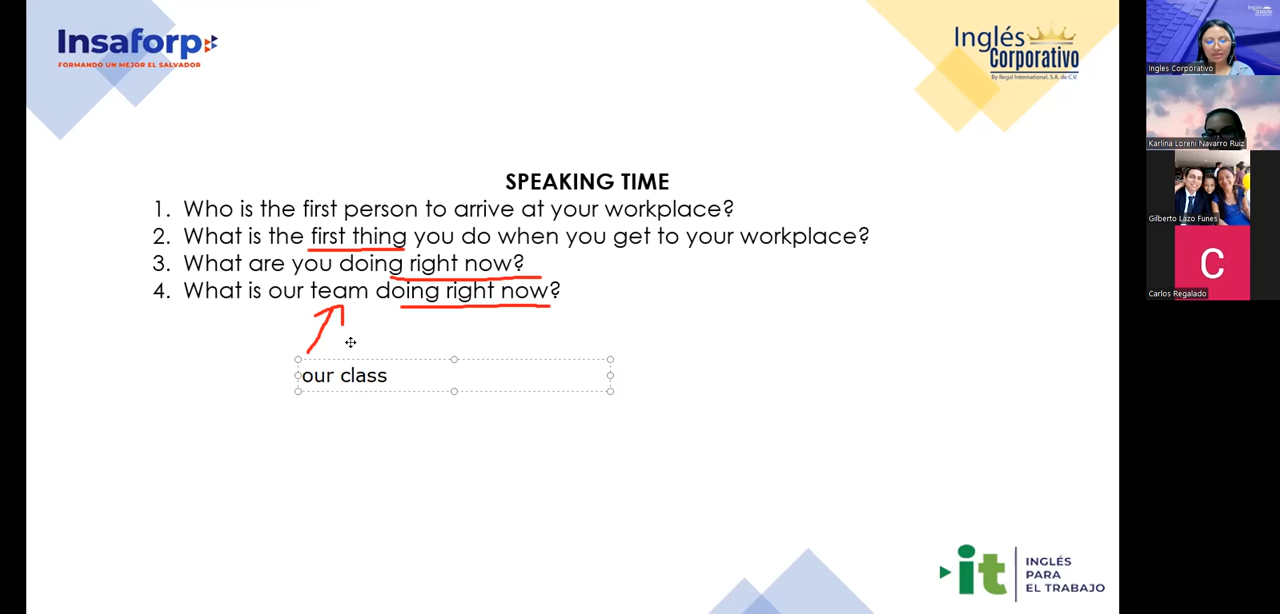 Insaforp
FORMANDO UN MEJOR EL SALVADOR
Inglés
Corporativo
By Regal International, S.A. de C.V.
SPEAKING TIME
1. Who is the first person to arrive at your workplace?
2. What is the first thing you do when you get to your workplace?
3. What are you doing right now?
4. What is our team doing right now?
our class
it
INGLÉS
PARA
EL TRABAJO
Ingles Corporativo
Karlina Loreni Navarro Ruiz
Gilberto Lazo Funes
C
Carlos Regalado